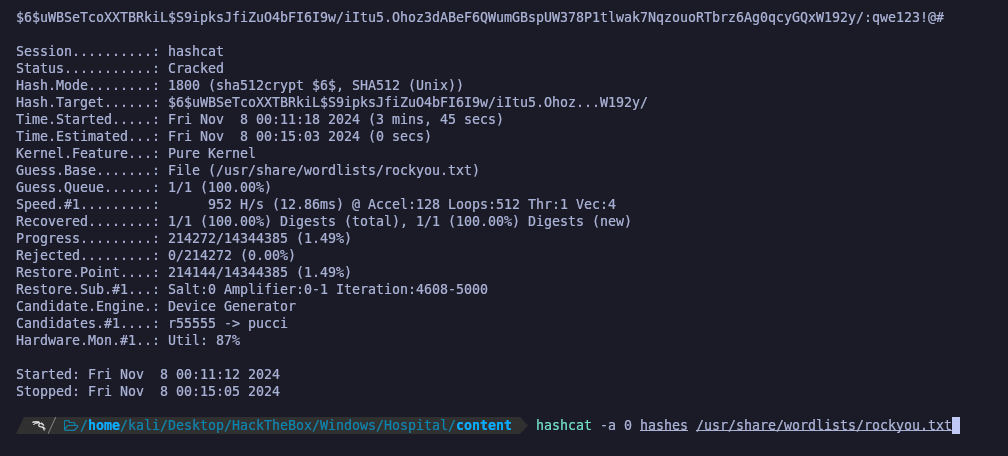 $6$uWBSeTcoXXTBRkiL$S9ipksJfiZuO4bFI6I9w/iItu5.Ohoz3dABeF6QWumGBspUW378P1tlwak7NqzouoRTbrz6Ag0qcyGQxW192y/:qwe123!@#
Session..........: hashcat
Status...........: Cracked
Hash.Mode........: 1800 (sha512crypt $6$, SHA512 (Unix))
Hash.Target......: $6$uWBSeTcoXXTBRkiL$S9ipksJfiZuO4bFI6I9w/iItu5.Ohoz...W192y/
Time.Started.....: Fri Nov  8 00:11:18 2024 (3 mins, 45 secs)
Time.Estimated...: Fri Nov  8 00:15:03 2024 (0 secs)
Kernel.Feature...: Pure Kernel
Guess.Base.......: File (/usr/share/wordlists/rockyou.txt)
Guess.Queue......: 1/1 (100.00%)
Speed.#1.........:      952 H/s (12.86ms) @ Accel:128 Loops:512 Thr:1 Vec:4
Recovered........: 1/1 (100.00%) Digests (total), 1/1 (100.00%) Digests (new)
Progress.........: 214272/14344385 (1.49%)
Rejected.........: 0/214272 (0.00%)
Restore.Point....: 214144/14344385 (1.49%)
Restore.Sub.#1...: Salt:0 Amplifier:0-1 Iteration:4608-5000
Candidate.Engine.: Device Generator
Candidates.#1....: r55555 -> pucci
Hardware.Mon.#1..: Util: 87%
Started: Fri Nov  8 00:11:12 2024
Stopped: Fri Nov  8 00:15:05 2024
/home/kali/Desktop/HackTheBox/Windows/Hospital/content hashcat -a 0 hashes /usr/share/wordlists/rockyou.txt